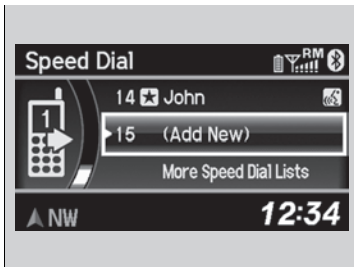 Speed Dial RM
14 John
1
15 (Add New)
More Speed Dial Lists
NW 12:34